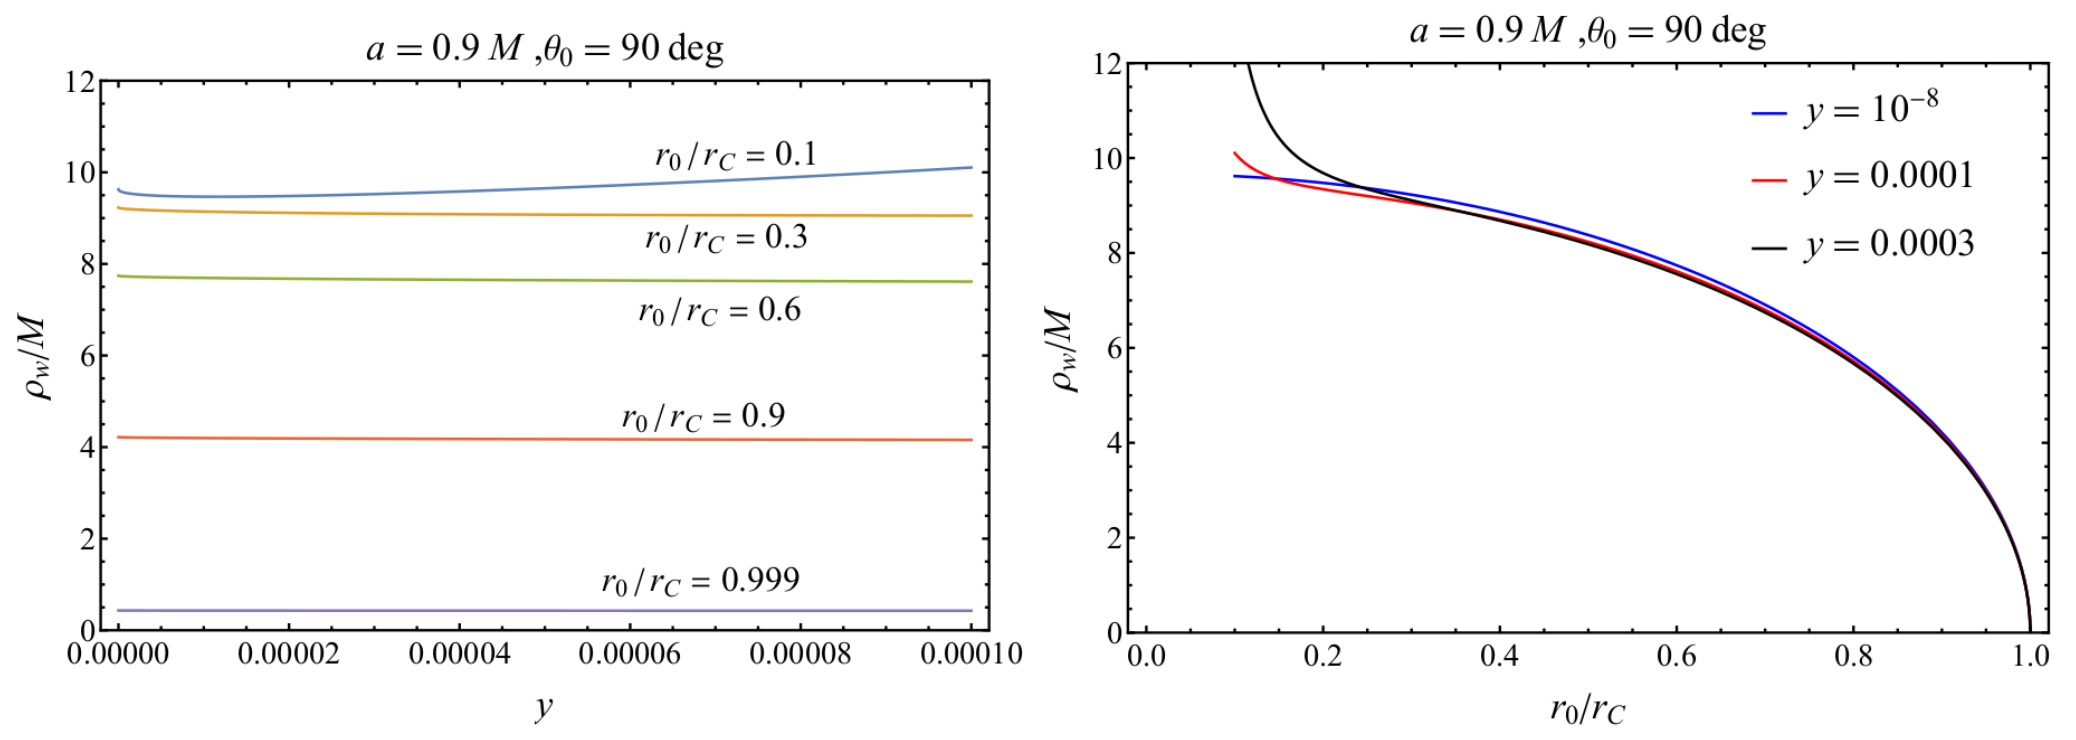 a = 0.9 M ,θ₀ = 90 deg
12
10
8
6
4
2
0
ρw/M
r₀/rC = 0.1
r₀/rC = 0.3
r₀/rC = 0.6
r₀/rC = 0.9
r₀/rC = 0.999
0.00000 0.00002 0.00004 0.00006 0.00008 0.00010
y
a = 0.9 M ,θ₀ = 90 deg
12
10
8
6
4
2
0
ρw/M
y = 10⁻⁸
y = 0.0001
y = 0.0003
0.0 0.2 0.4 0.6 0.8 1.0
r₀/rC